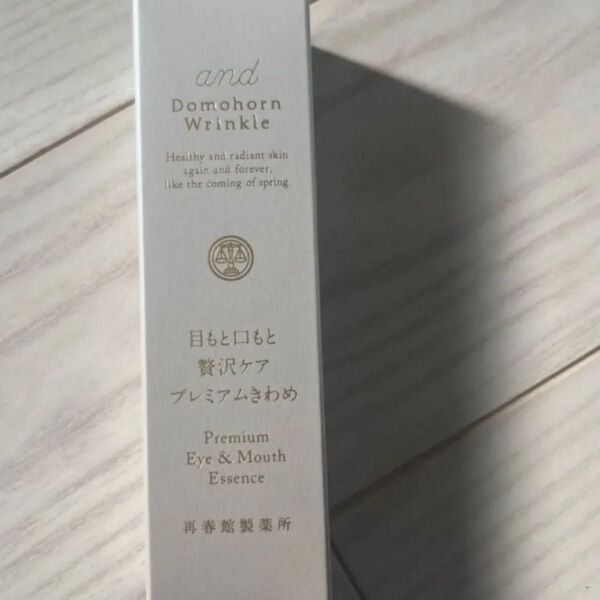 and
Domohorn
Wrinkle
Healthy and radiant skin
again and forever,
like the coming of spring.
目もと口もと
贅沢ケア
プレミアムきわめ
Premium
Eye & Mouth
Essence
再春館製薬所